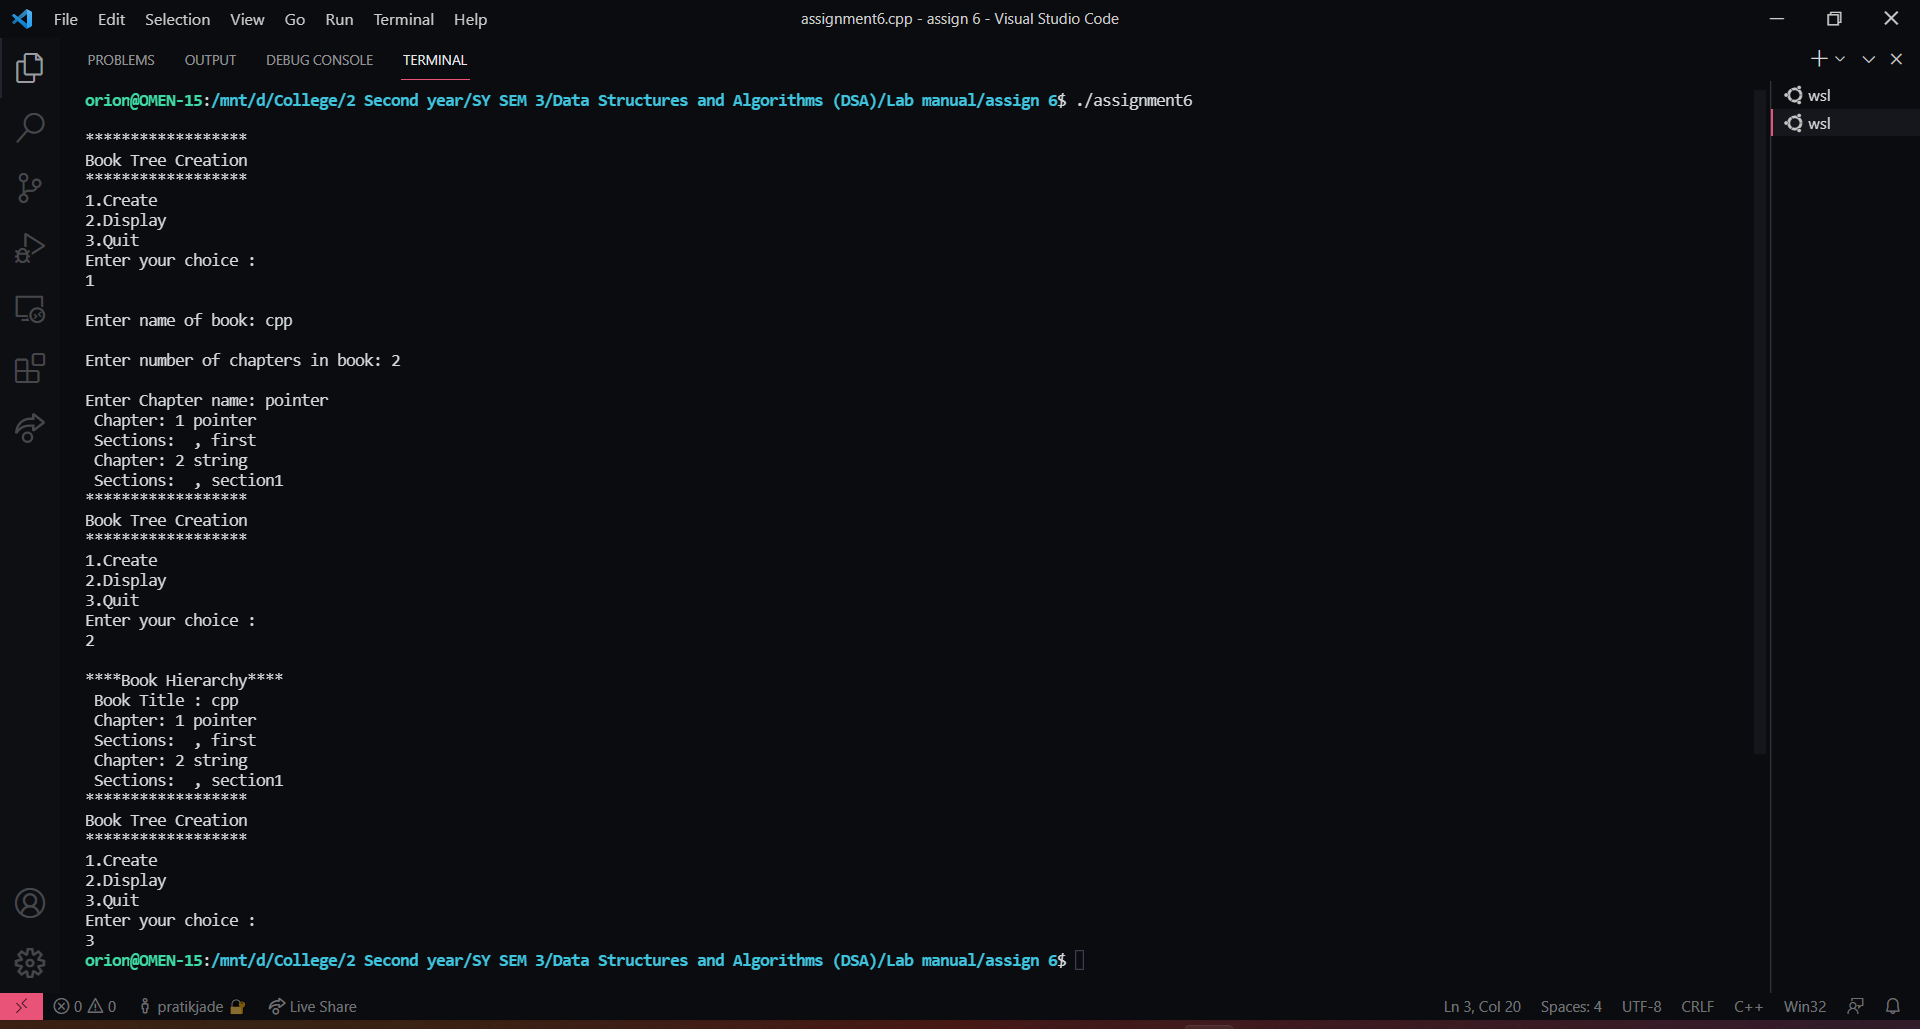 File Edit Selection View Go Run Terminal Help
assignment6.cpp - assign 6 - Visual Studio Code
PROBLEMS OUTPUT DEBUG CONSOLE TERMINAL
orion@OMEN-15:/mnt/d/College/2 Second year/SY SEM 3/Data Structures and Algorithms (DSA)/Lab manual/assign 6$ ./assignment6
******************
Book Tree Creation
******************
1.Create
2.Display
3.Quit
Enter your choice :
1
Enter name of book: cpp
Enter number of chapters in book: 2
Enter Chapter name: pointer
Chapter: 1 pointer
Sections:  , first
Chapter: 2 string
Sections:  , section1
******************
Book Tree Creation
******************
1.Create
2.Display
3.Quit
Enter your choice :
2
****Book Hierarchy****
Book Title : cpp
Chapter: 1 pointer
Sections:  , first
Chapter: 2 string
Sections:  , section1
******************
Book Tree Creation
******************
1.Create
2.Display
3.Quit
Enter your choice :
3
orion@OMEN-15:/mnt/d/College/2 Second year/SY SEM 3/Data Structures and Algorithms (DSA)/Lab manual/assign 6$
wsl
wsl
0 0 pratikjade Live Share
Ln 3, Col 20 Spaces: 4 UTF-8 CRLF C++ Win32